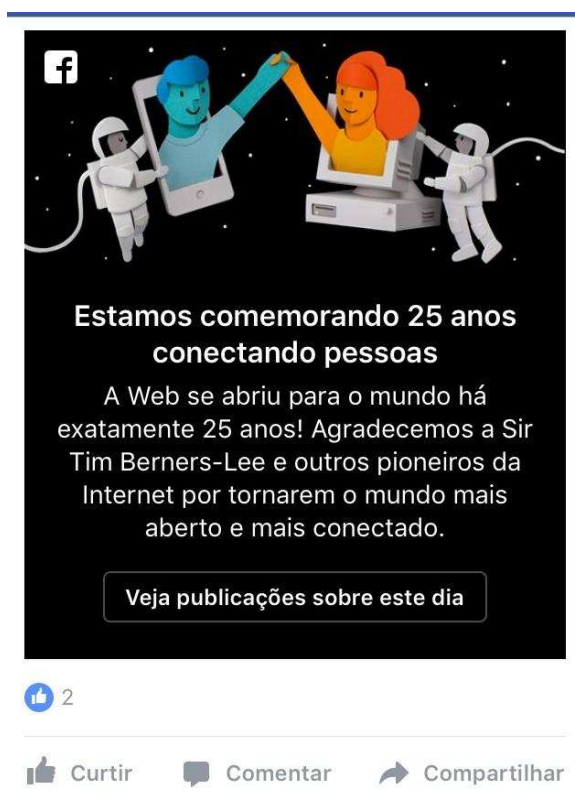 Estamos comemorando 25 anos
conectando pessoas
A Web se abriu para o mundo há
exatamente 25 anos! Agradecemos a Sir
Tim Berners-Lee e outros pioneiros da
Internet por tornarem o mundo mais
aberto e mais conectado.
Veja publicações sobre este dia
2
Curtir Comentar Compartilhar